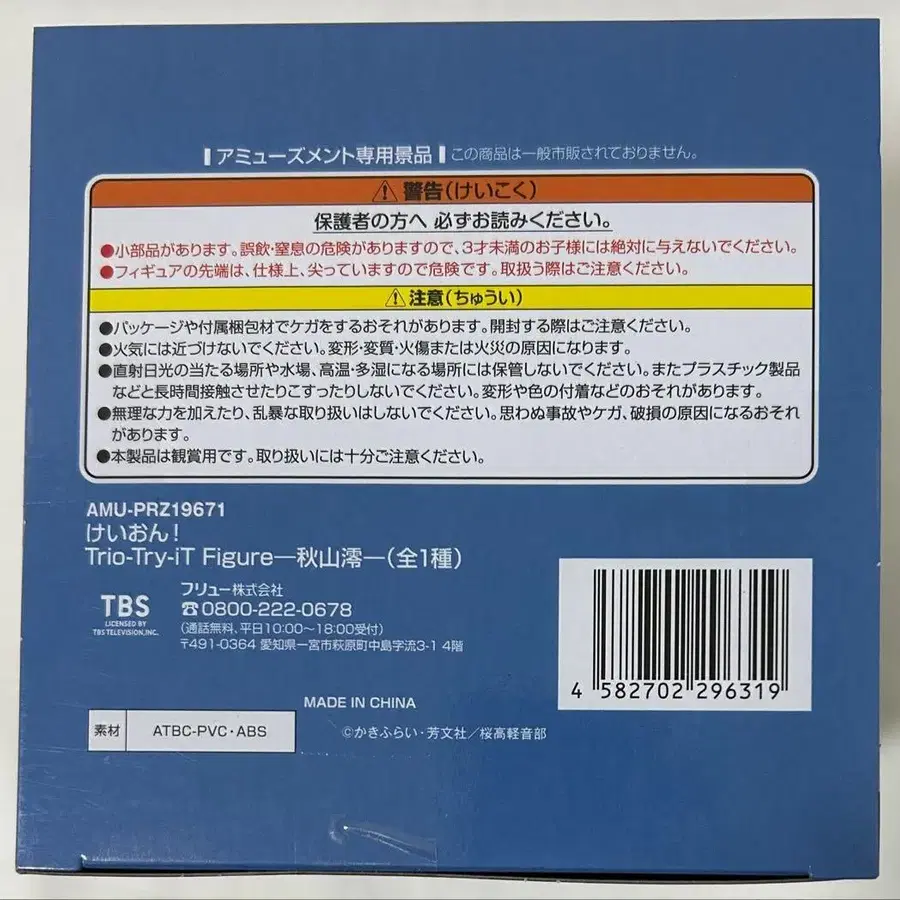 アミューズメント専用景品 この商品は一般市販されておりません。
⚠警告(けいこく)
保護者の方へ 必ずお読みください。
●小部品があります。誤飲・窒息の危険がありますので、3才未満のお子様には絶対に与えないでください。
●フィギュアの先端は、仕様上、尖っていますので危険です。取扱う際はご注意ください。
⚠注意(ちゅうい)
●パッケージや付属梱包材でケガをするおそれがあります。開封する際はご注意ください。
●火気には近づけないでください。変形・変質・火傷または火災の原因になります。
●直射日光の当たる場所や水場、高温・多湿になる場所には保管しないでください。またプラスチック製品
などと長時間接触させたりこすったりしないでください。変形や色の付着などのおそれがあります。
●無理な力を加えたり、乱暴な取り扱いはしないでください。思わぬ事故やケガ、破損の原因になるおそれ
があります。
●本製品は観賞用です。取り扱いには十分ご注意ください。
AMU-PRZ19671
けいおん!
Trio-Try-iT Figure―秋山澪―(全1種)
TBS
LICENSED BY
TBS TELEVISION,INC.
フリュー株式会社
☎0800-222-0678
(通話無料、平日10:00~18:00受付)
〒491-0364 愛知県一宮市萩原町中島字流3-1 4階
4 582702 296319
MADE IN CHINA
素材 ATBC-PVC・ABS
©かきふらい・芳文社/桜高軽音部